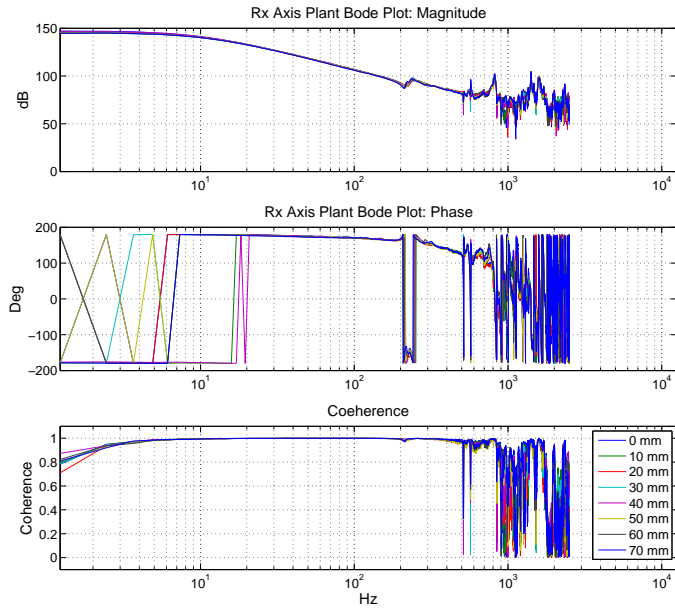 Rx Axis Plant Bode Plot: Magnitude
150
100
50
0
dB
10^1
10^2
10^3
10^4
Rx Axis Plant Bode Plot: Phase
200
100
0
−100
−200
Deg
10^1
10^2
10^3
10^4
Coeherence
1
0.8
0.6
0.4
0.2
0
Coherence
10^1
10^2
10^3
10^4
Hz
0 mm
10 mm
20 mm
30 mm
40 mm
50 mm
60 mm
70 mm